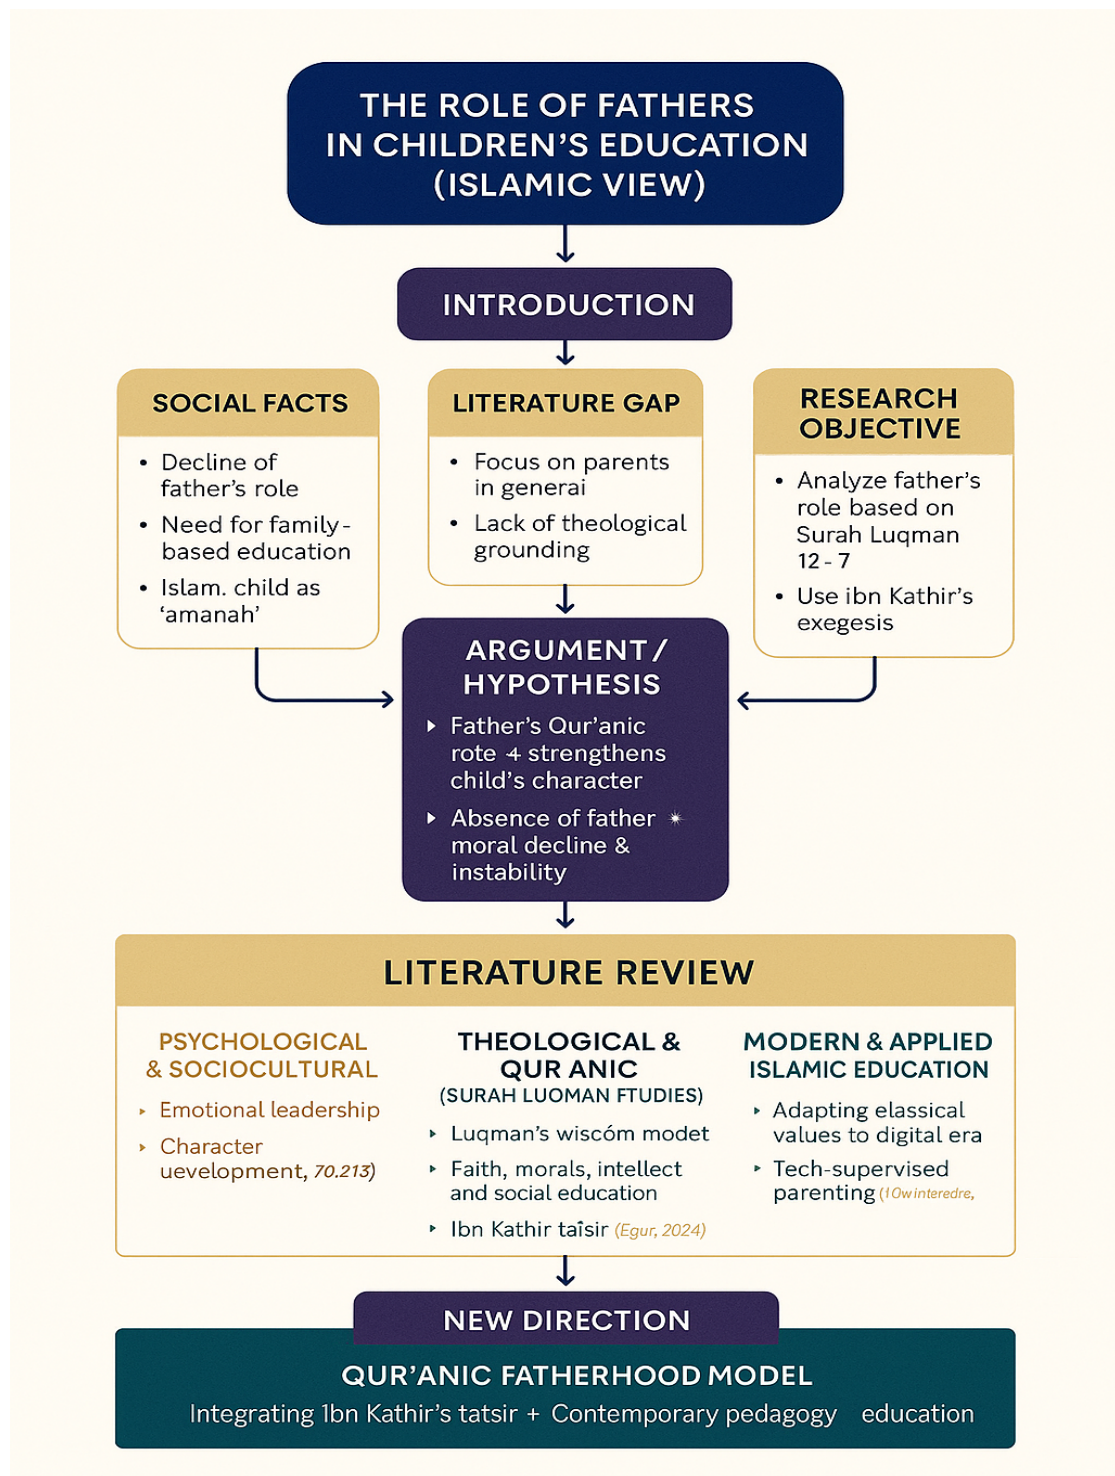 THE ROLE OF FATHERS
IN CHILDREN'S EDUCATION
(ISLAMIC VIEW)
INTRODUCTION
SOCIAL FACTS
• Decline of
father's role
• Need for family-
based education
• Islam. child as
'amanah'
LITERATURE GAP
• Focus on parents
in generai
• Lack of theological
grounding
RESEARCH
OBJECTIVE
• Analyze father's
role based on
Surah Luqman
12 - 7
• Use ibn Kathir's
exegesis
ARGUMENT /
HYPOTHESIS
▸ Father's Qur'anic
rote 4 strengthens
child's character
▸ Absence of father ✴
moral decline &
instability
LITERATURE REVIEW
PSYCHOLOGICAL
& SOCIOCULTURAL
▸ Emotional leadership
▸ Character
uevelopment, 70.213)
THEOLOGICAL &
QUR ANIC
(SURAH LUOMAN FTUDIES)
▸ Luqman's wiscóm modet
▸ Faith, morals, intellect
and social education
▸ Ibn Kathir taîsir (Egur, 2024)
MODERN & APPLIED
ISLAMIC EDUCATION
▸ Adapting elassical
values to digital era
▸ Tech-supervised
parenting (10winteredre,
NEW DIRECTION
QUR'ANIC FATHERHOOD MODEL
Integrating 1bn Kathir's tatsir + Contemporary pedagogy education